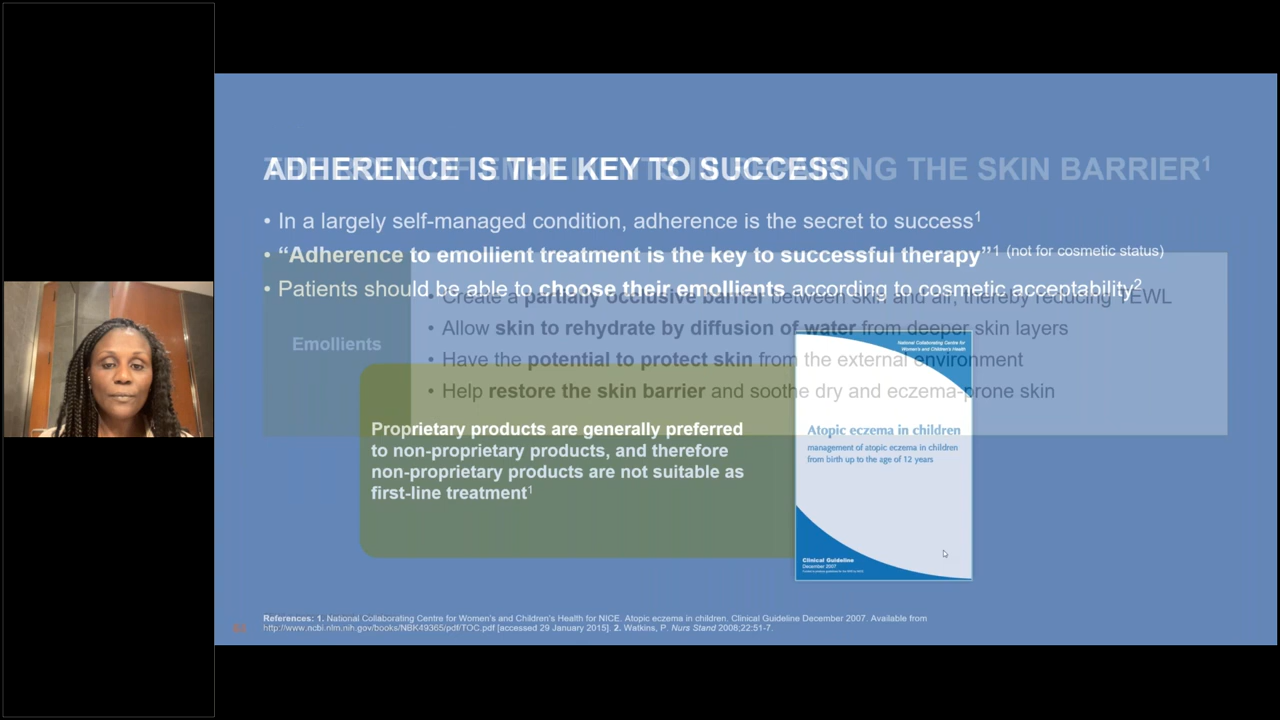 ADHERENCE IS THE KEY TO SUCCESS
THE SKIN BARRIER1
• In a largely self-managed condition, adherence is the secret to success1
• “Adherence to emollient treatment is the key to successful therapy”1 (not for cosmetic status)
• Patients should be able to choose their emollients according to cosmetic acceptability2
• Create a partially occlusive barrier between skin and air, thereby reducing TEWL
• Allow skin to rehydrate by diffusion of water from deeper skin layers
Emollients
• Have the potential to protect skin from the external environment
• Help restore the skin barrier and soothe dry and eczema-prone skin
Proprietary products are generally preferred
to non-proprietary products, and therefore
non-proprietary products are not suitable as
first-line treatment1
National Collaborating Centre for
Women's and Children's Health
Atopic eczema in children
management of atopic eczema in children
from birth up to the age of 12 years
Clinical Guideline
December 2007
References: 1. National Collaborating Centre for Women’s and Children’s Health for NICE. Atopic eczema in children. Clinical Guideline December 2007. Available from
http://www.ncbi.nlm.nih.gov/books/NBK49365/pdf/TOC.pdf [accessed 29 January 2015]. 2. Watkins, P. Nurs Stand 2008;22:51-7.